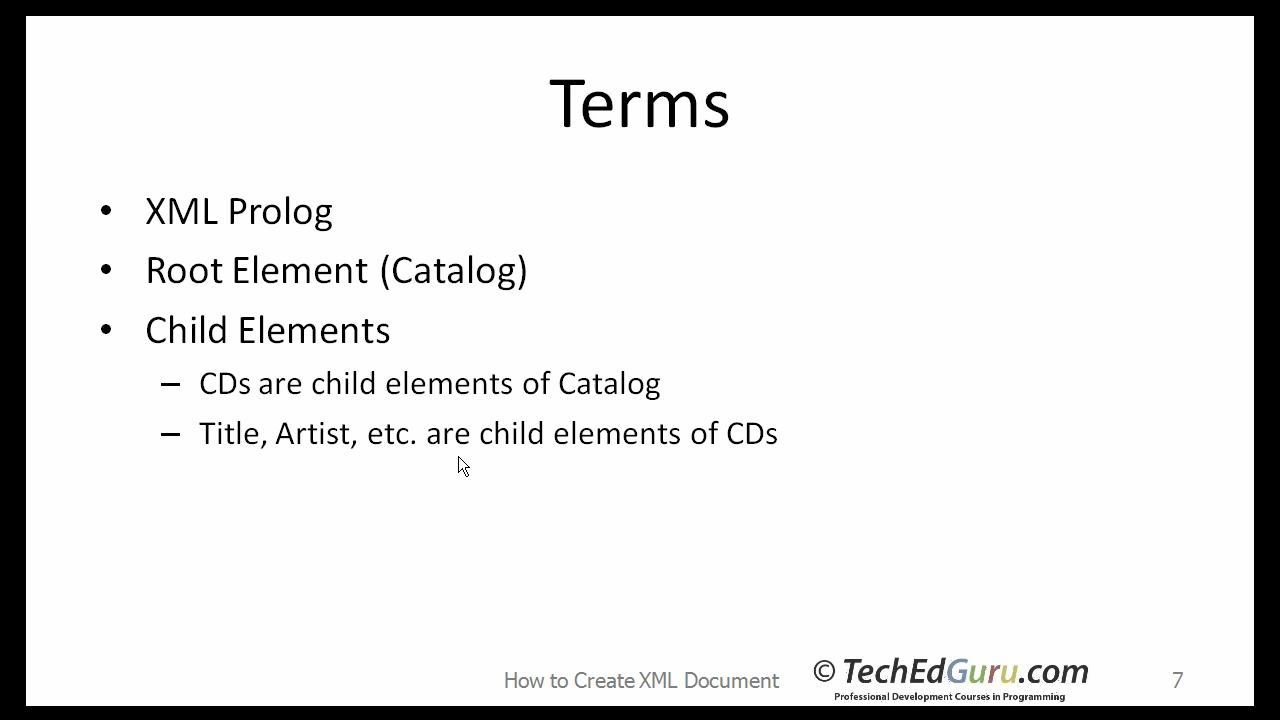 Terms
• XML Prolog
• Root Element (Catalog)
• Child Elements
– CDs are child elements of Catalog
– Title, Artist, etc. are child elements of CDs
How to Create XML Document
© TechEdGuru.com
Professional Development Courses in Programming
7